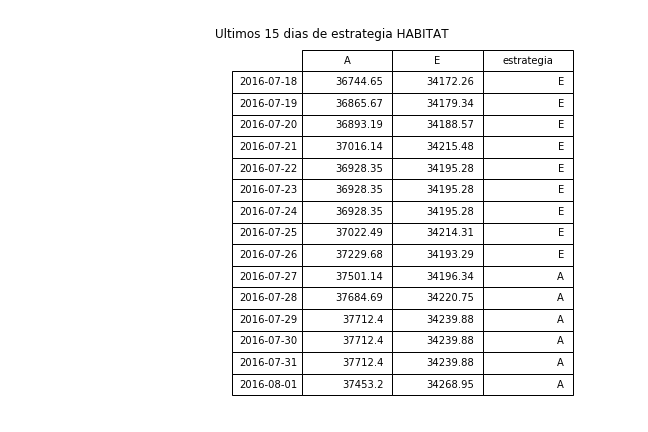 Ultimos 15 dias de estrategia HABITAT
A E estrategia
2016-07-18 36744.65 34172.26 E
2016-07-19 36865.67 34179.34 E
2016-07-20 36893.19 34188.57 E
2016-07-21 37016.14 34215.48 E
2016-07-22 36928.35 34195.28 E
2016-07-23 36928.35 34195.28 E
2016-07-24 36928.35 34195.28 E
2016-07-25 37022.49 34214.31 E
2016-07-26 37229.68 34193.29 E
2016-07-27 37501.14 34196.34 A
2016-07-28 37684.69 34220.75 A
2016-07-29 37712.4 34239.88 A
2016-07-30 37712.4 34239.88 A
2016-07-31 37712.4 34239.88 A
2016-08-01 37453.2 34268.95 A